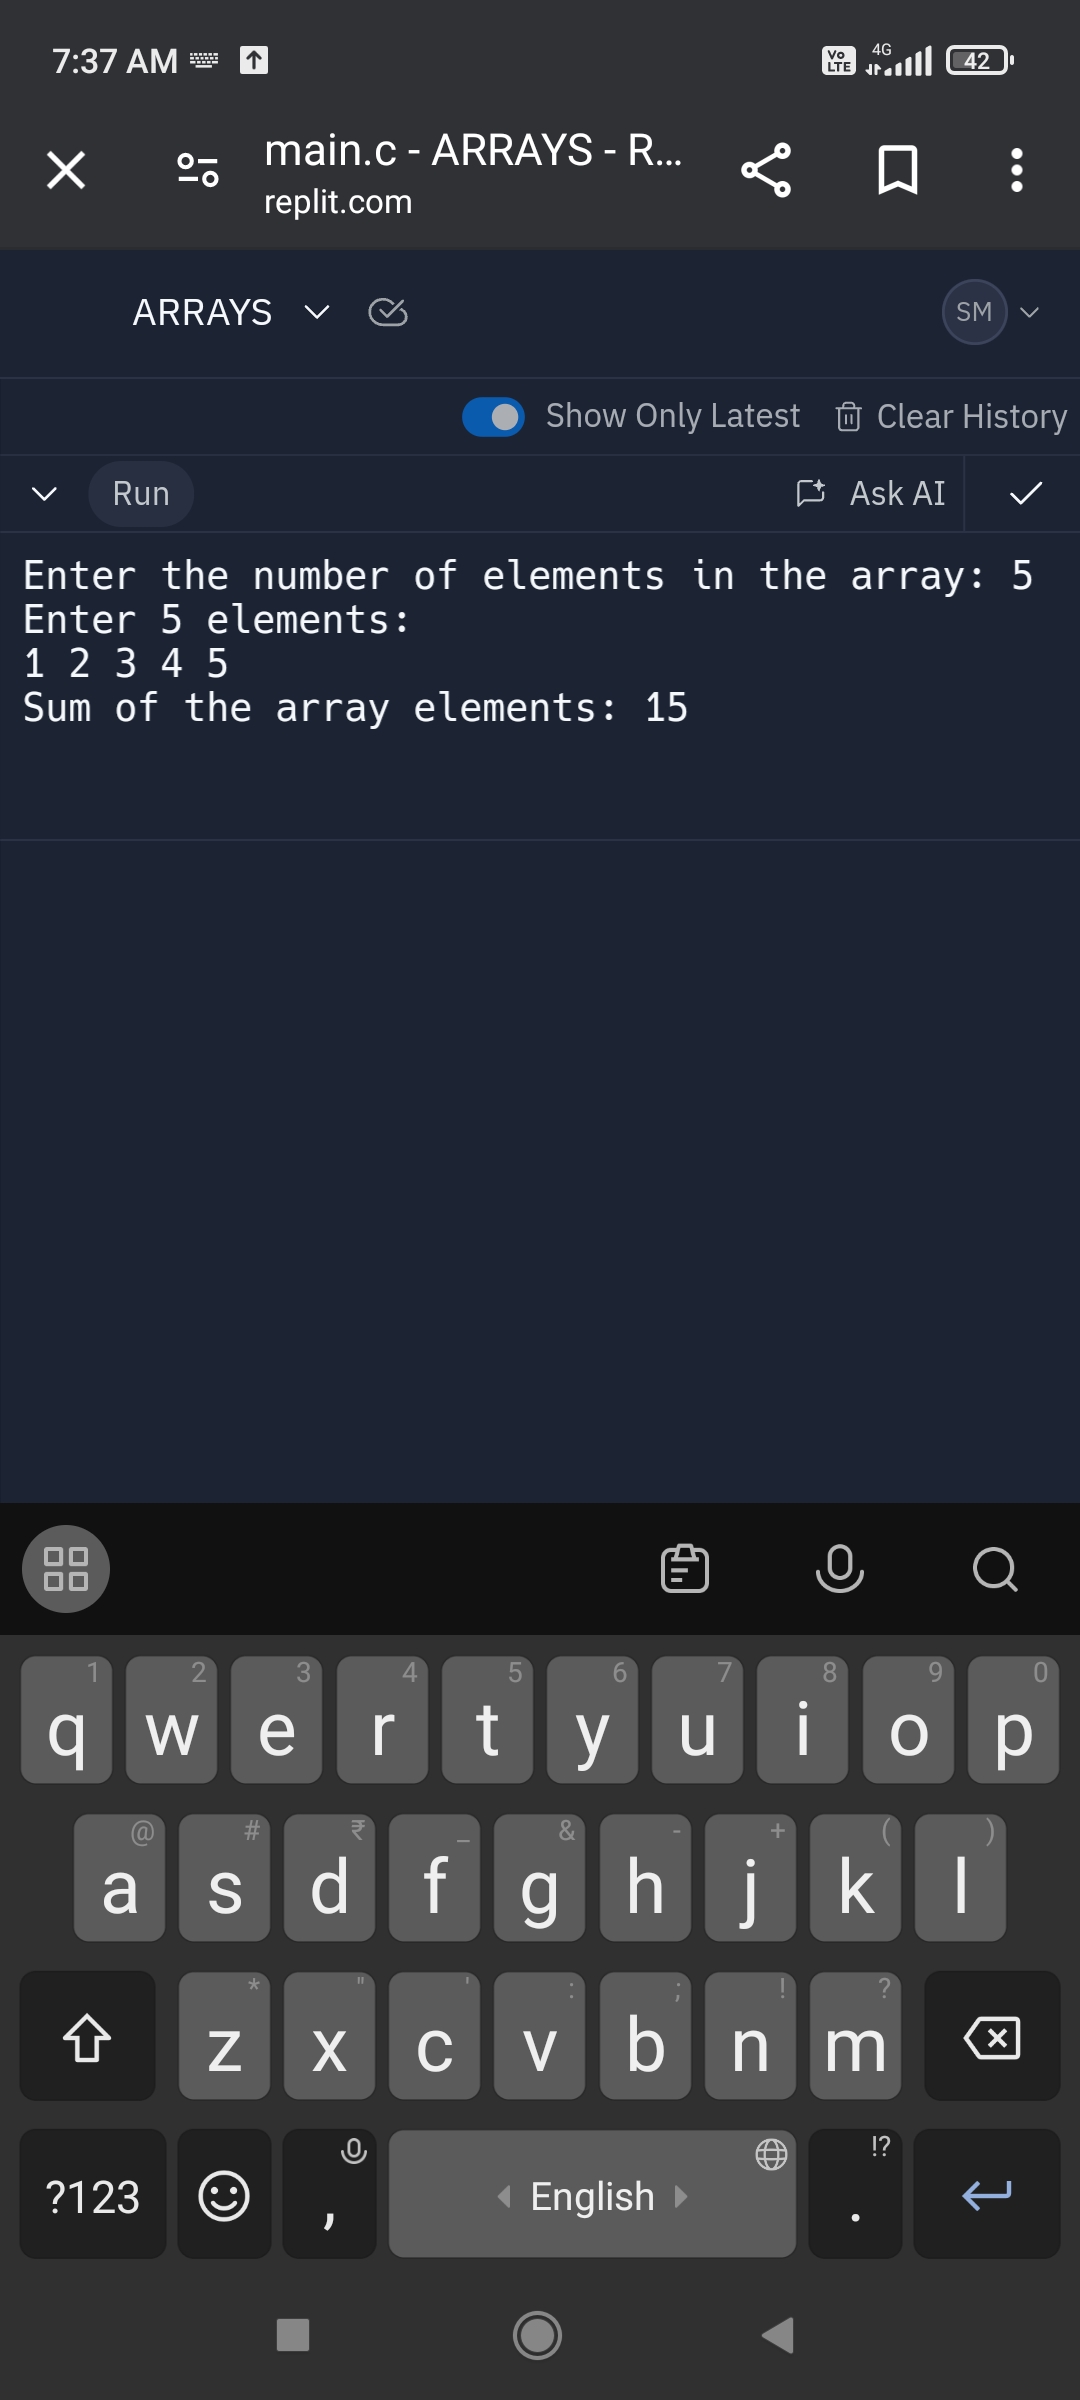 7:37 AM
Vo LTE 4G 42
main.c - ARRAYS - R...
replit.com
ARRAYS
SM
Show Only Latest Clear History
Run Ask AI
Enter the number of elements in the array: 5
Enter 5 elements:
1 2 3 4 5
Sum of the array elements: 15
1 2 3 4 5 6 7 8 9 0
q w e r t y u i o p
@ # ₹ _ & - + ( )
a s d f g h j k l
* " ' : ; ! ?
z x c v b n m
!?
?123 , English .